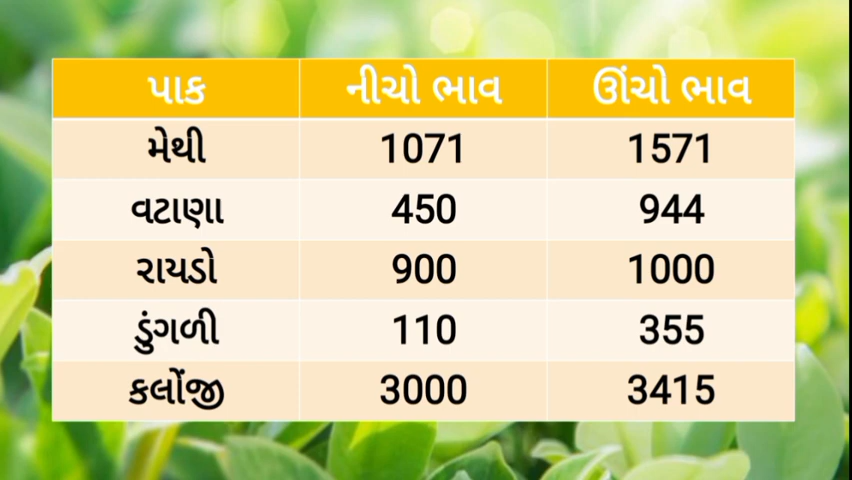 પાક નીચો ભાવ ઊંચો ભાવ
મેથી 1071 1571
વટાણા 450 944
રાયડો 900 1000
ડુંગળી 110 355
કલોંજી 3000 3415